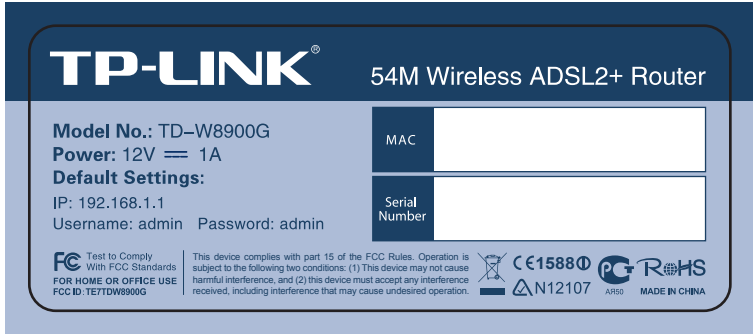 TP-LINK®
54M Wireless ADSL2+ Router
Model No.: TD-W8900G
Power: 12V ⎓ 1A
Default Settings:
IP: 192.168.1.1
Username: admin Password: admin
MAC
Serial
Number
FC Test to Comply
With FCC Standards
FOR HOME OR OFFICE USE
FCC ID: TE7TDW8900G
This device complies with part 15 of the FCC Rules. Operation is
subject to the following two conditions: (1) This device may not cause
harmful interference, and (2) this device must accept any interference
received, including interference that may cause undesired operation.
CE1588
N12107
PCT
AR50
RoHS
MADE IN CHINA